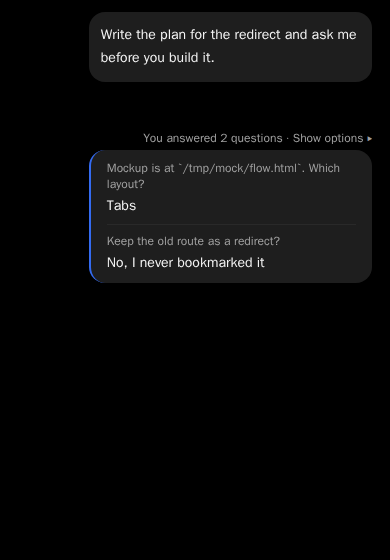 Write the plan for the redirect and ask me
before you build it.
You answered 2 questions · Show options ▸
Mockup is at `/tmp/mock/flow.html`. Which
layout?
Tabs
Keep the old route as a redirect?
No, I never bookmarked it